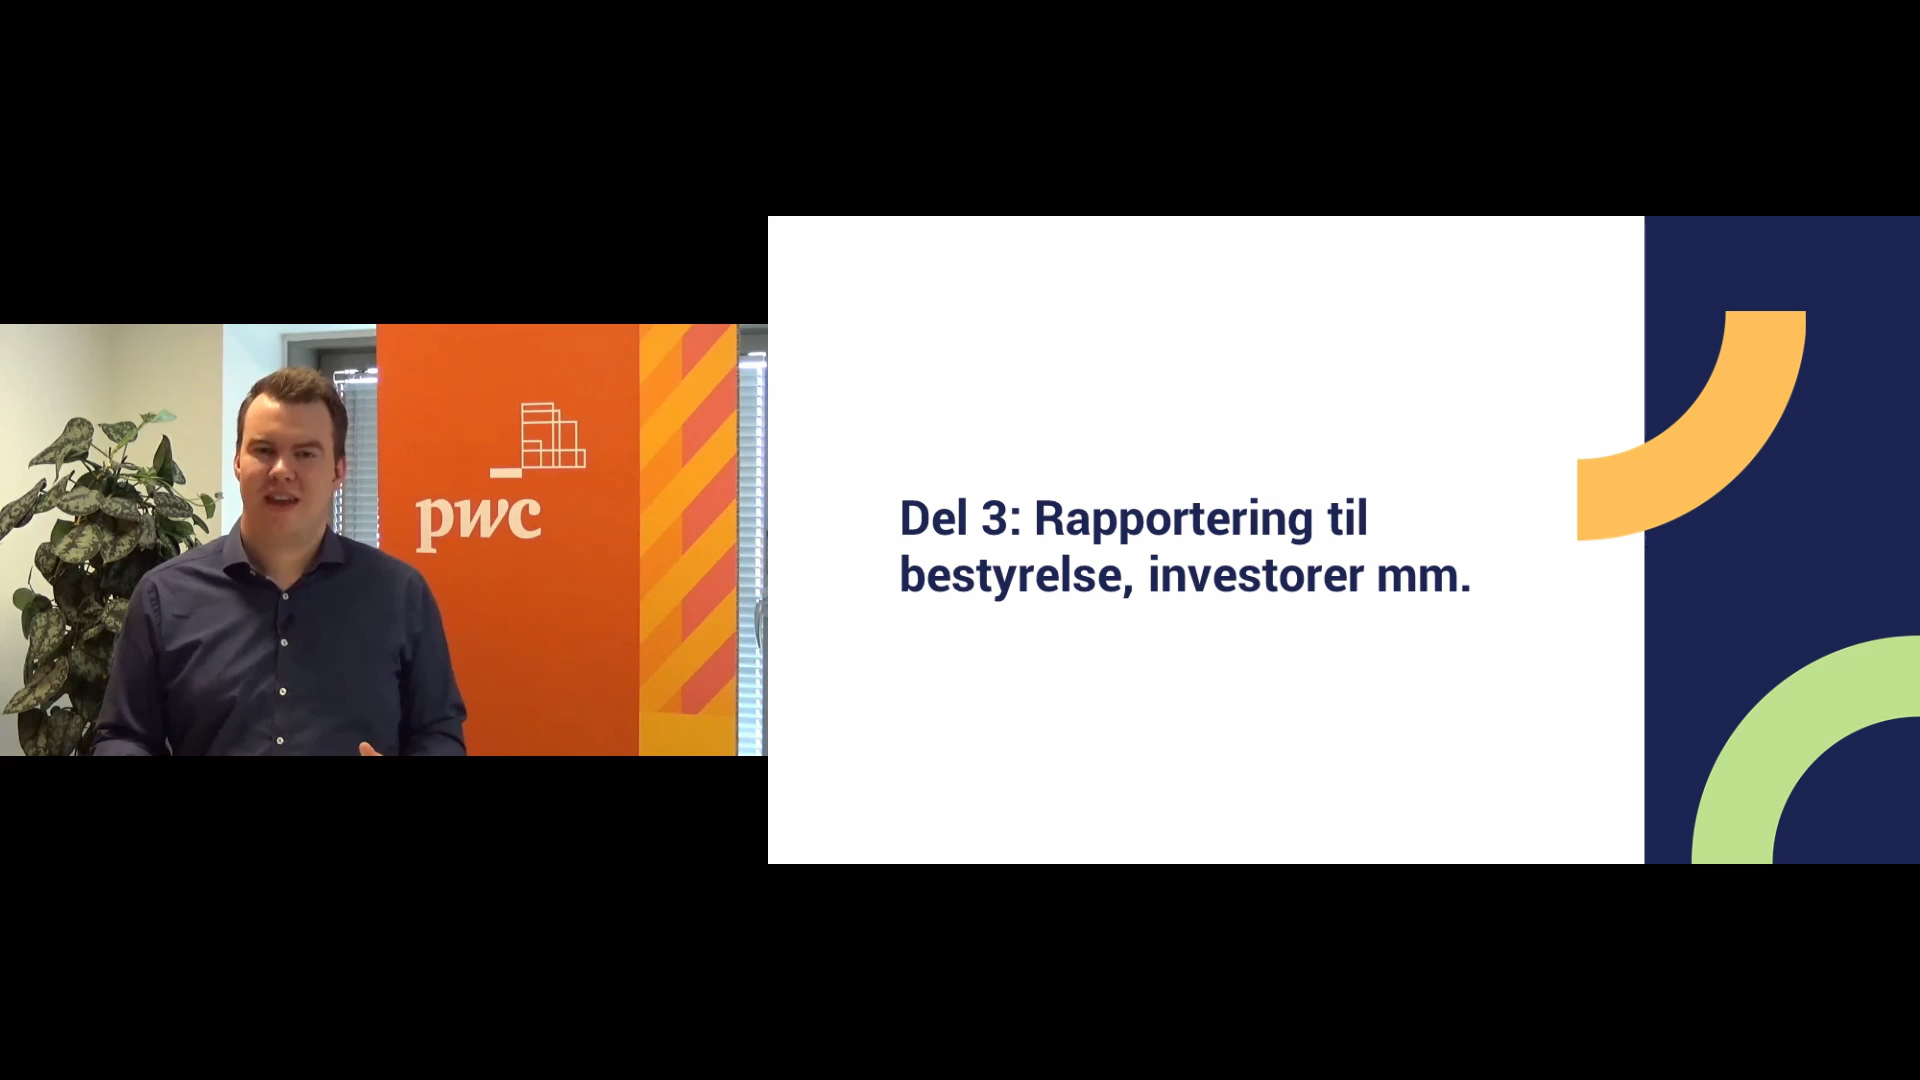 pwc
Del 3: Rapportering til
bestyrelse, investorer mm.